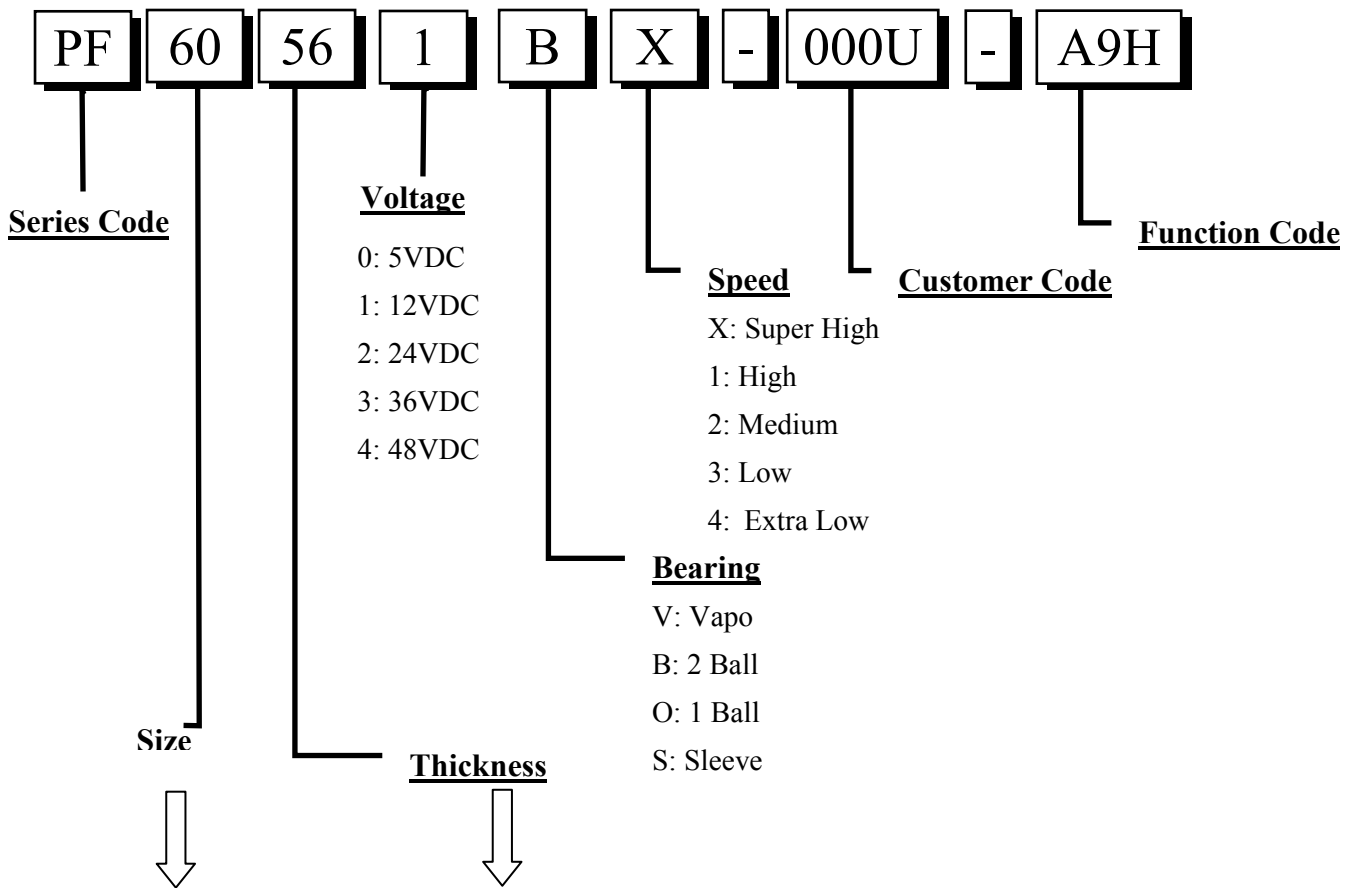 PF 60 56 1 B X - 000U - A9H
Series Code
Voltage
0: 5VDC
1: 12VDC
2: 24VDC
3: 36VDC
4: 48VDC
Function Code
Customer Code
Speed
X: Super High
1: High
2: Medium
3: Low
4: Extra Low
Bearing
V: Vapo
B: 2 Ball
O: 1 Ball
S: Sleeve
Size
Thickness